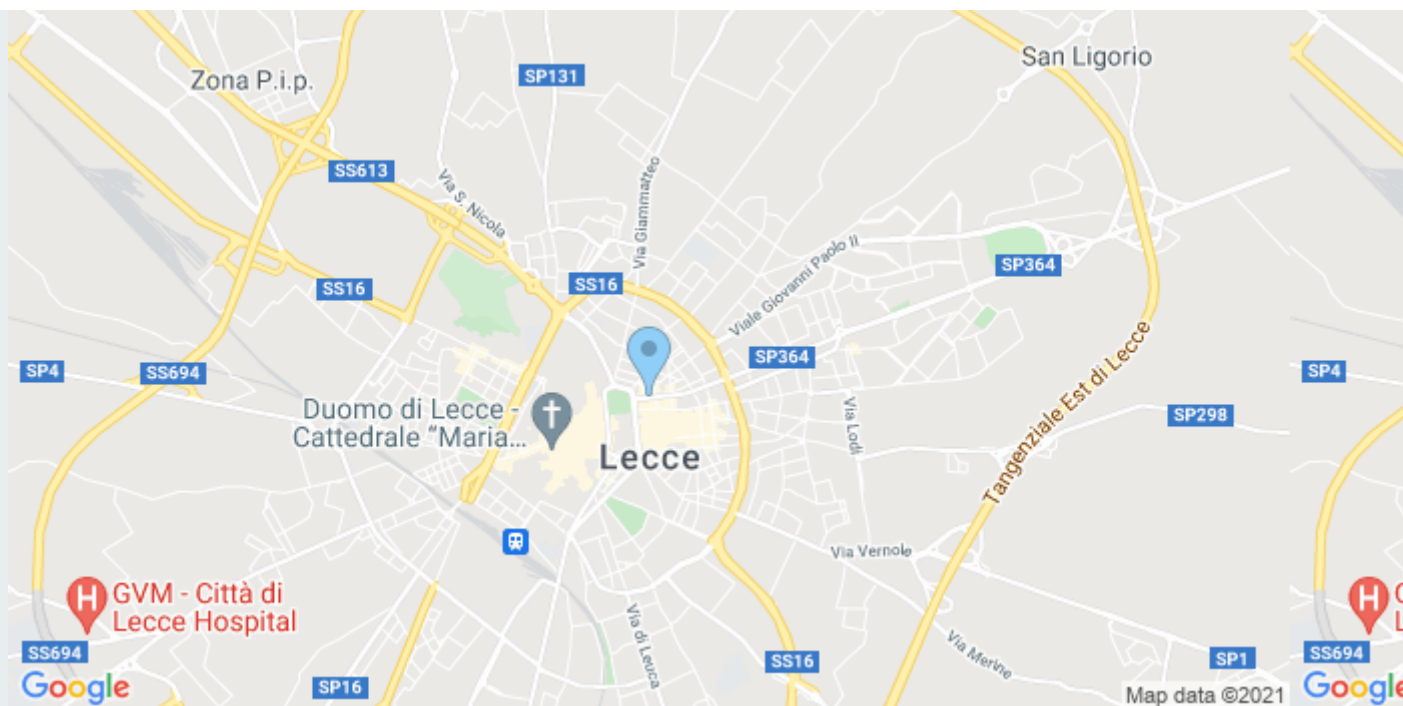 San Ligorio
Zona P.i.p.
SP131
SS613
Via S. Nicola
Via Giammatteo
Viale Giovanni Paolo II
SP364
SS16
SS16
SP364
SP4
SS694
SP4
Duomo di Lecce -
Cattedrale “Maria...
Lecce
Via Lodi
SP298
Tangenziale Est di Lecce
Via Vernole
GVM - Città di
Lecce Hospital
H
H
Via di Leuca
Via Merine
SS694
SP16
SS16
SP1
SS694
Google
Map data ©2021
Google